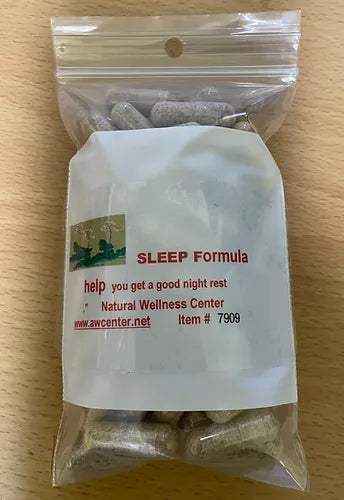 SLEEP Formula
help you get a good night rest
." Natural Wellness Center
www.awcenter.net Item # 7909